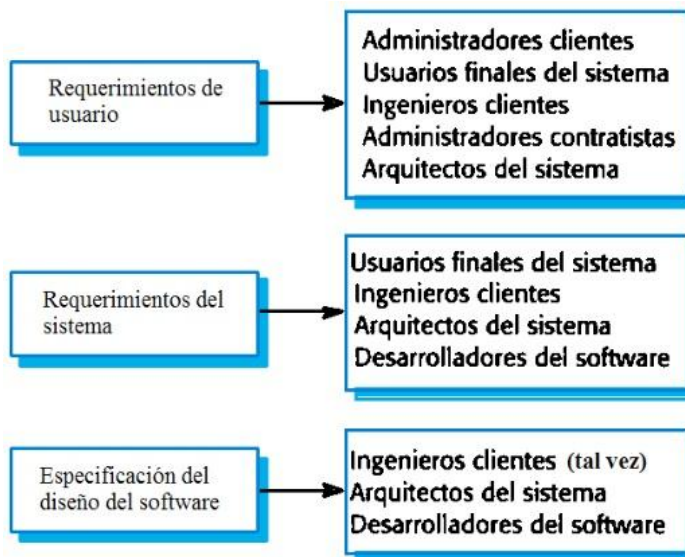 Requerimientos de
usuario
Administradores clientes
Usuarios finales del sistema
Ingenieros clientes
Administradores contratistas
Arquitectos del sistema
Requerimientos del
sistema
Usuarios finales del sistema
Ingenieros clientes
Arquitectos del sistema
Desarrolladores del software
Especificación del
diseño del software
Ingenieros clientes (tal vez)
Arquitectos del sistema
Desarrolladores del software